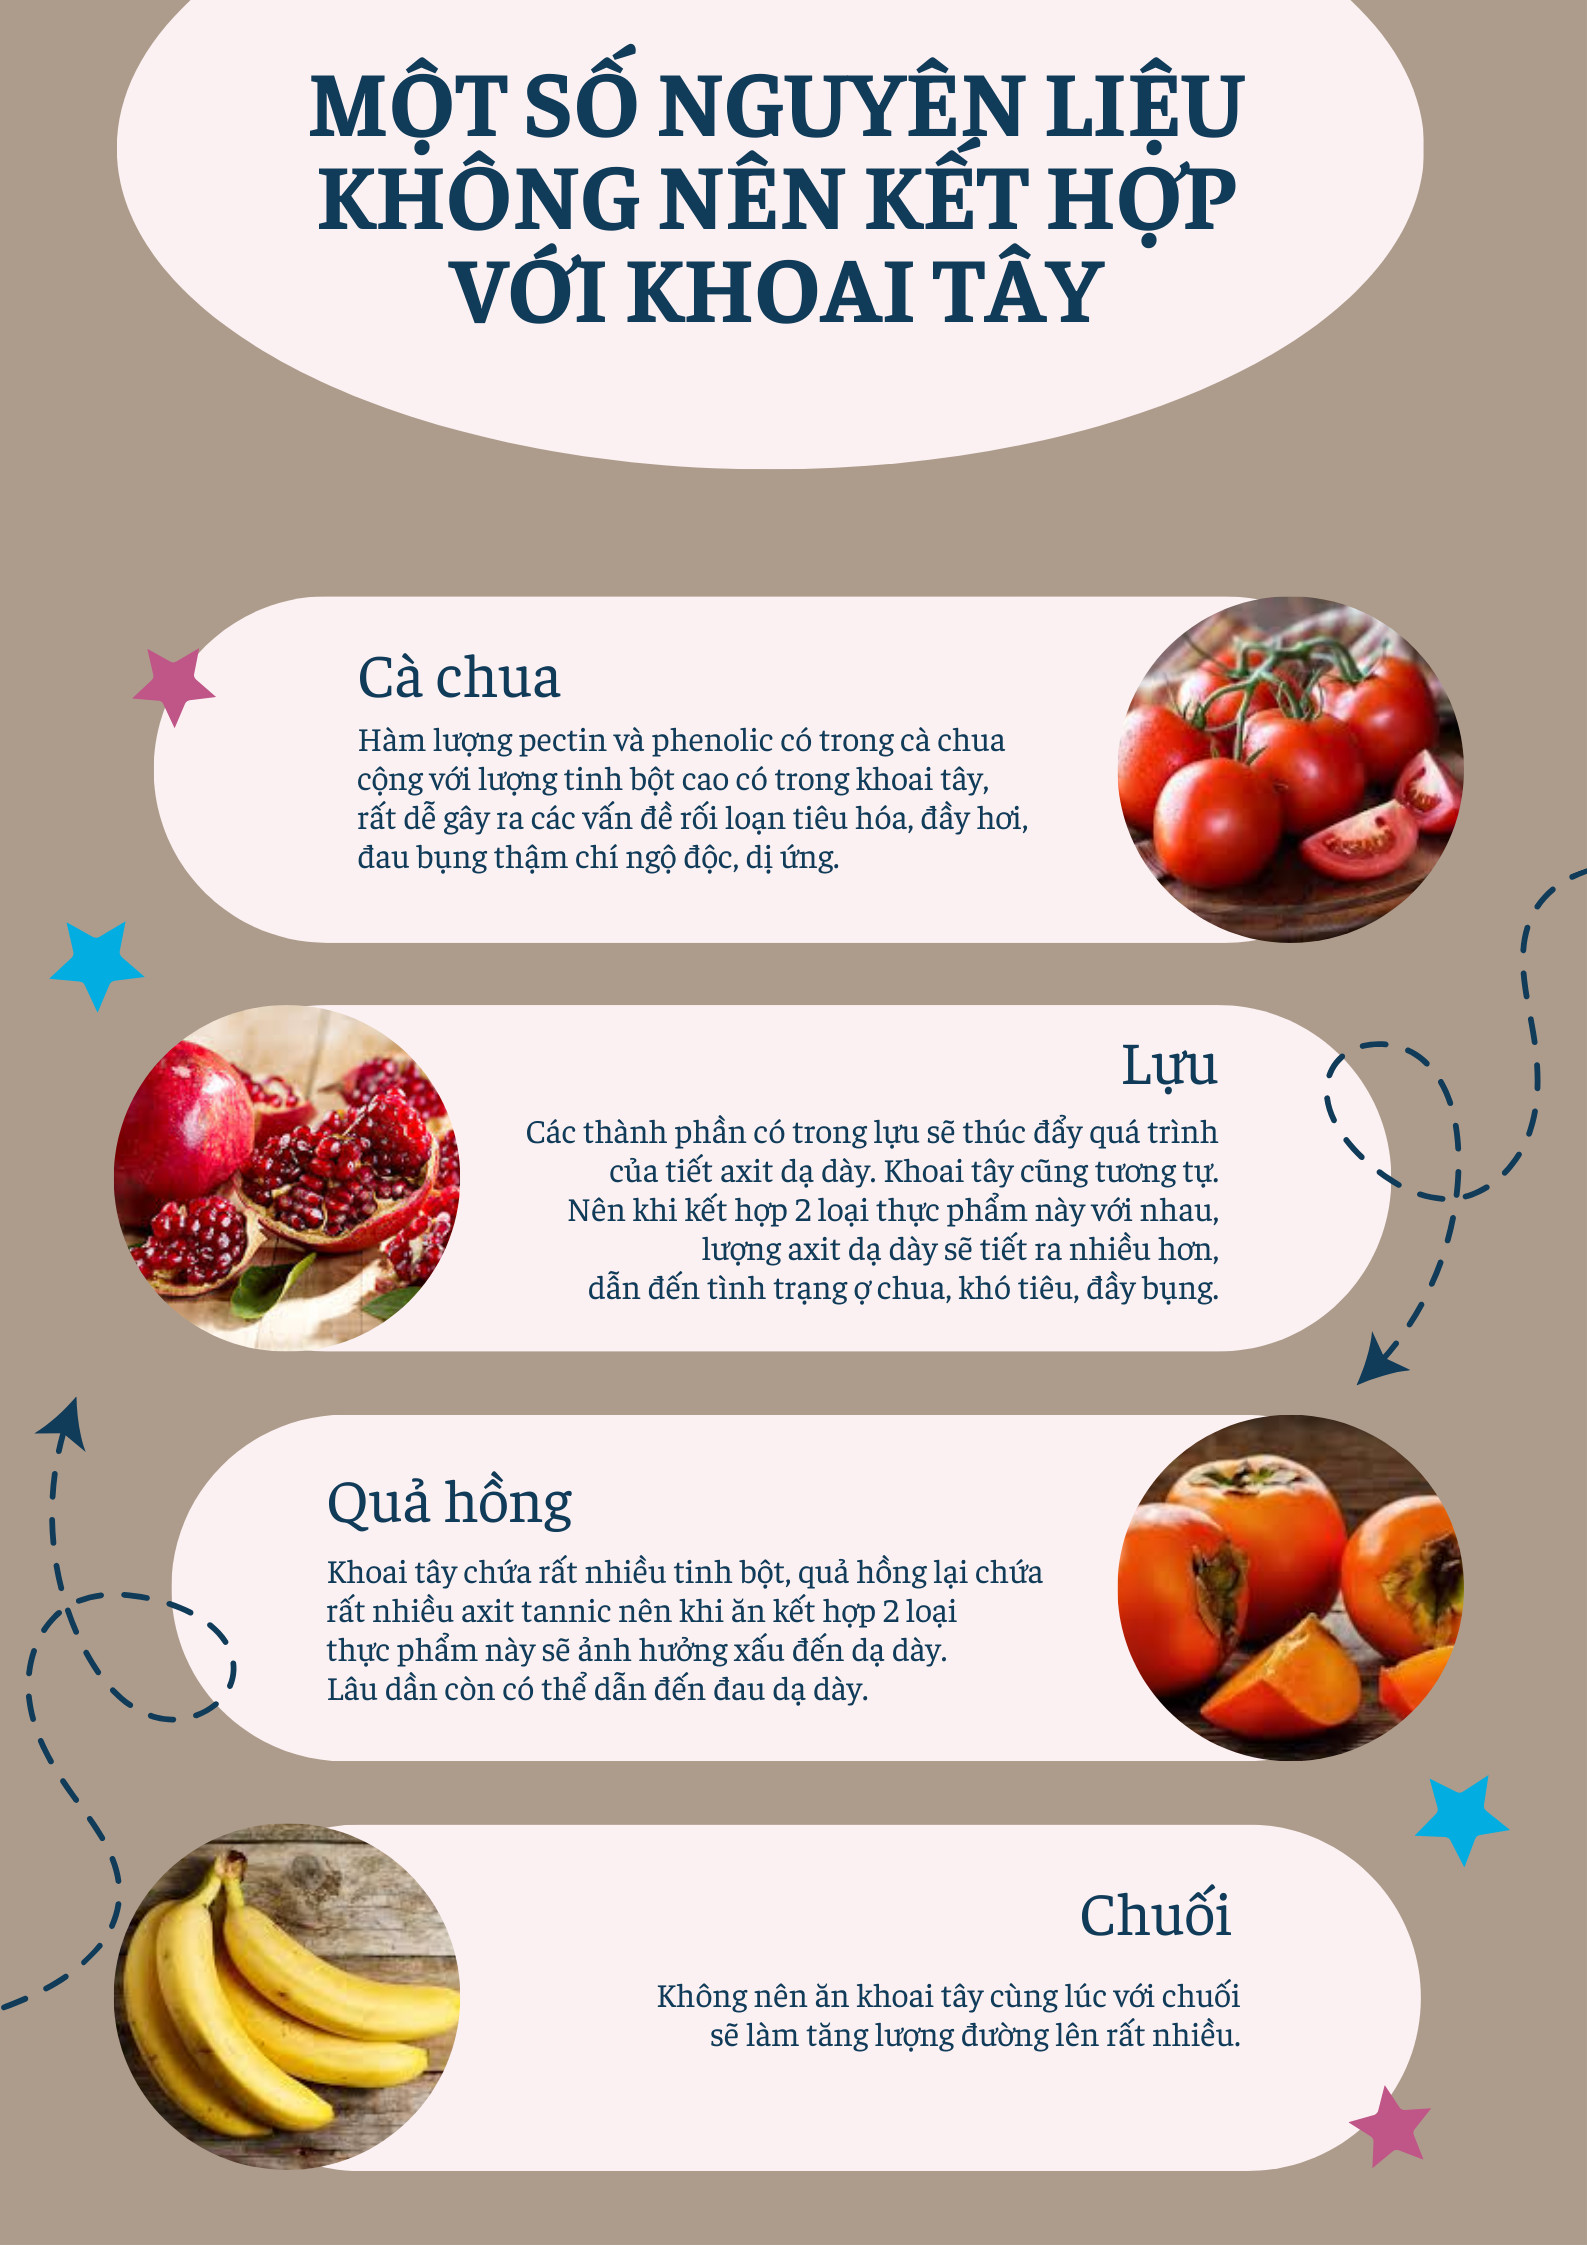 MỘT SỐ NGUYÊN LIỆU
KHÔNG NÊN KẾT HỢP
VỚI KHOAI TÂY
Cà chua
Hàm lượng pectin và phenolic có trong cà chua
cộng với lượng tinh bột cao có trong khoai tây,
rất dễ gây ra các vấn đề rối loạn tiêu hóa, đầy hơi,
đau bụng thậm chí ngộ độc, dị ứng.
Lựu
Các thành phần có trong lựu sẽ thúc đẩy quá trình
của tiết axit dạ dày. Khoai tây cũng tương tự.
Nên khi kết hợp 2 loại thực phẩm này với nhau,
lượng axit dạ dày sẽ tiết ra nhiều hơn,
dẫn đến tình trạng ợ chua, khó tiêu, đầy bụng.
Quả hồng
Khoai tây chứa rất nhiều tinh bột, quả hồng lại chứa
rất nhiều axit tannic nên khi ăn kết hợp 2 loại
thực phẩm này sẽ ảnh hưởng xấu đến dạ dày.
Lâu dần còn có thể dẫn đến đau dạ dày.
Chuối
Không nên ăn khoai tây cùng lúc với chuối
sẽ làm tăng lượng đường lên rất nhiều.